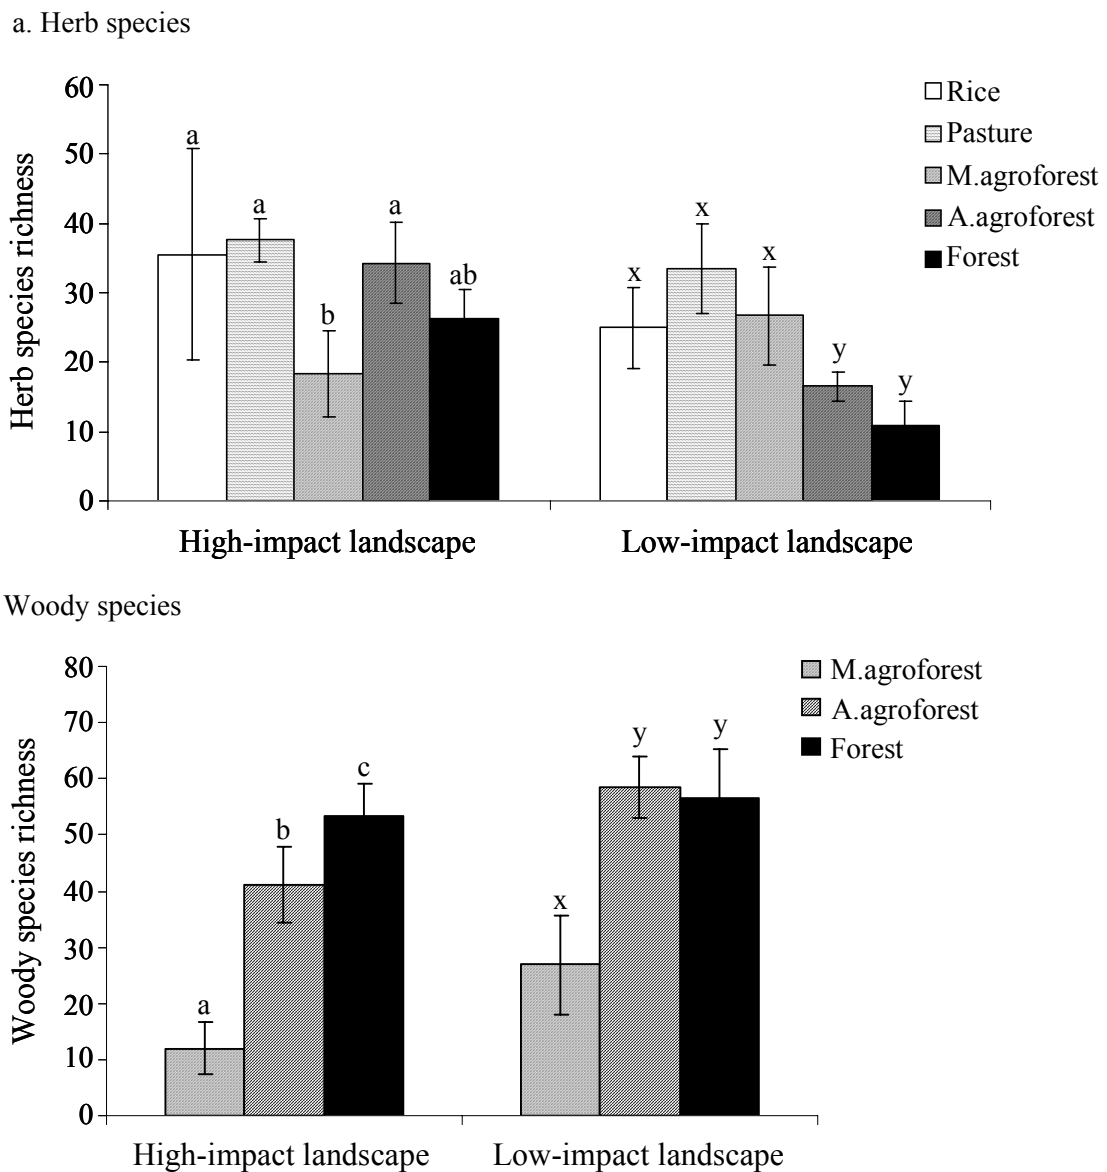 a. Herb species
60
50
40
30
20
10
0
Herb species richness
a
a
b
a
ab
x
x
x
y
y
Rice
Pasture
M.agroforest
A.agroforest
Forest
High-impact landscape
Low-impact landscape
Woody species
80
70
60
50
40
30
20
10
0
Woody species richness
a
b
c
x
y
y
M.agroforest
A.agroforest
Forest
High-impact landscape
Low-impact landscape